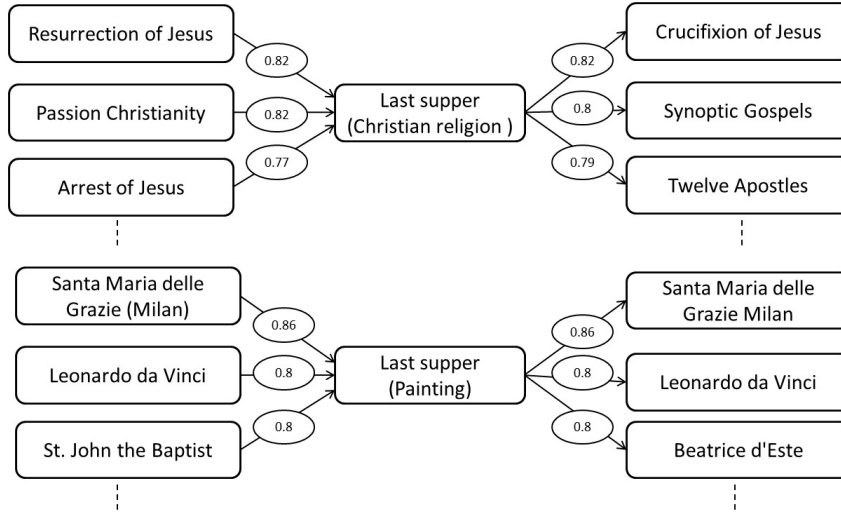 Resurrection of Jesus
0.82
Passion Christianity
0.82
Arrest of Jesus
0.77
Last supper
(Christian religion )
0.82
Crucifixion of Jesus
0.8
Synoptic Gospels
0.79
Twelve Apostles
Santa Maria delle
Grazie (Milan)
0.86
Leonardo da Vinci
0.8
St. John the Baptist
0.8
Last supper
(Painting)
0.86
Santa Maria delle
Grazie Milan
0.8
Leonardo da Vinci
0.8
Beatrice d'Este